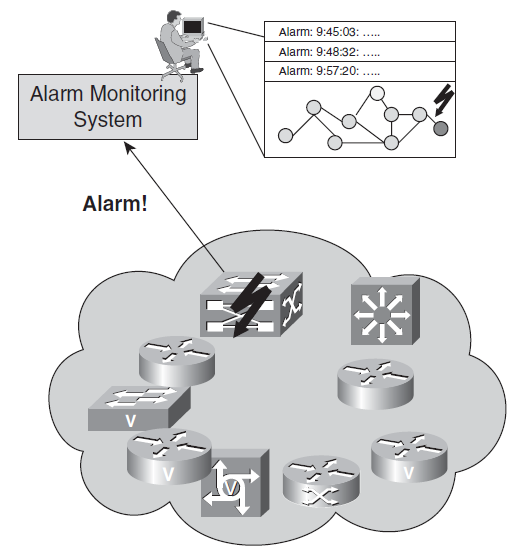 Alarm: 9:45:03: .....
Alarm: 9:48:32: .....
Alarm: 9:57:20: .....
Alarm Monitoring
System
Alarm!
V
V
V
V